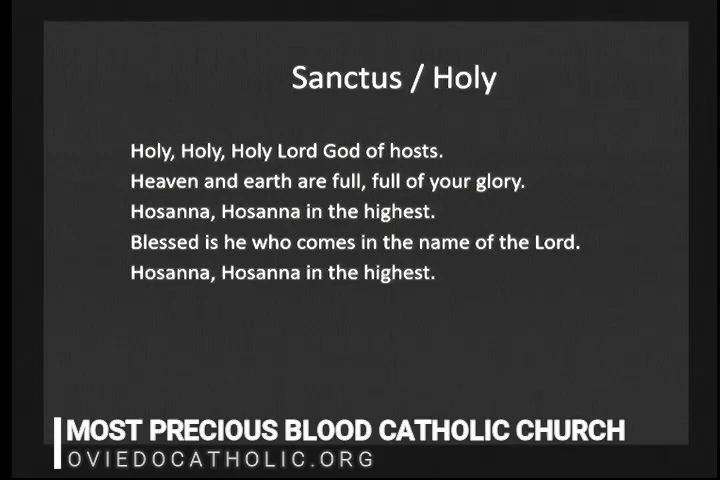 Sanctus / Holy
Holy, Holy, Holy Lord God of hosts.
Heaven and earth are full, full of your glory.
Hosanna, Hosanna in the highest.
Blessed is he who comes in the name of the Lord.
Hosanna, Hosanna in the highest.
MOST PRECIOUS BLOOD CATHOLIC CHURCH
OVIEDOCATHOLIC.ORG